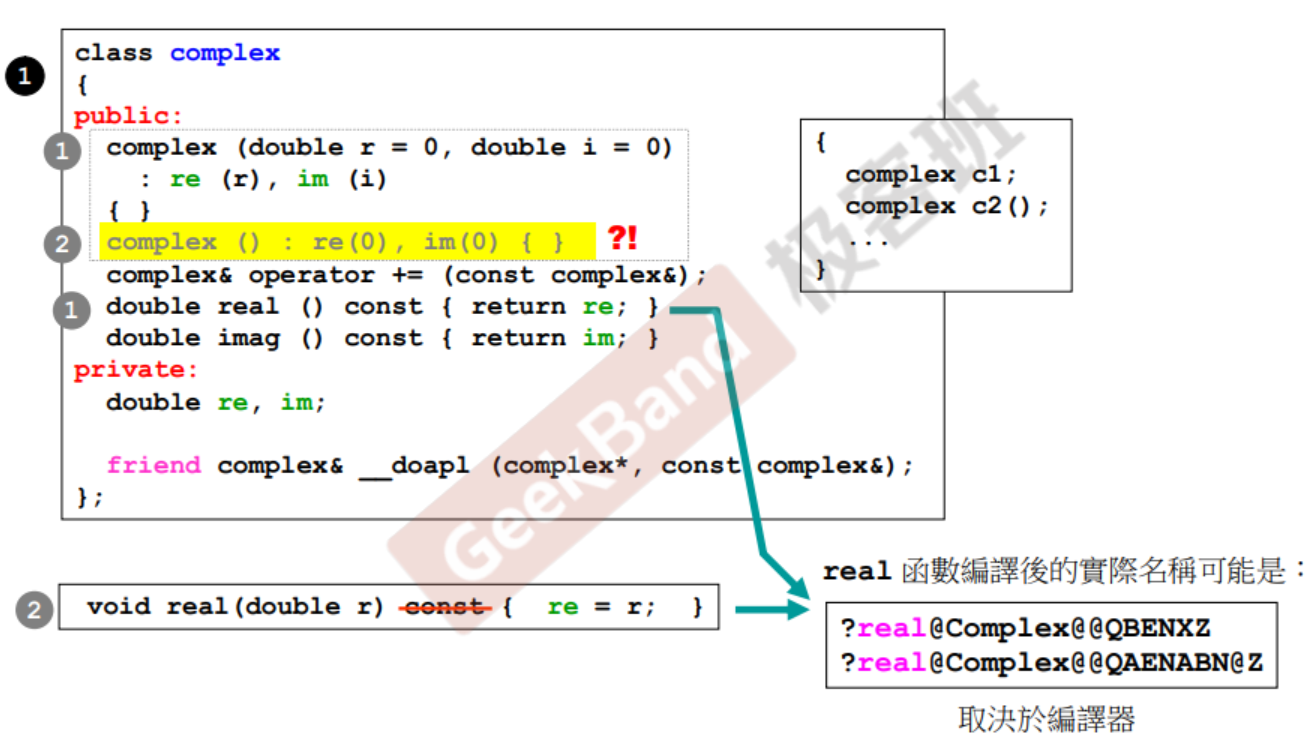 1
class complex
{
public:
1
complex (double r = 0, double i = 0)
: re (r), im (i)
{ }
2
complex () : re(0), im(0) { }
?!
complex& operator += (const complex&);
1
double real () const { return re; }
double imag () const { return im; }
private:
double re, im;
friend complex& __doapl (complex*, const complex&);
};
{
complex c1;
complex c2();
...
}
2
void real(double r) const { re = r; }
real 函數編譯後的實際名稱可能是：
?real@Complex@@QBENXZ
?real@Complex@@QAENABN@Z
取決於編譯器
GeekBand 极客班